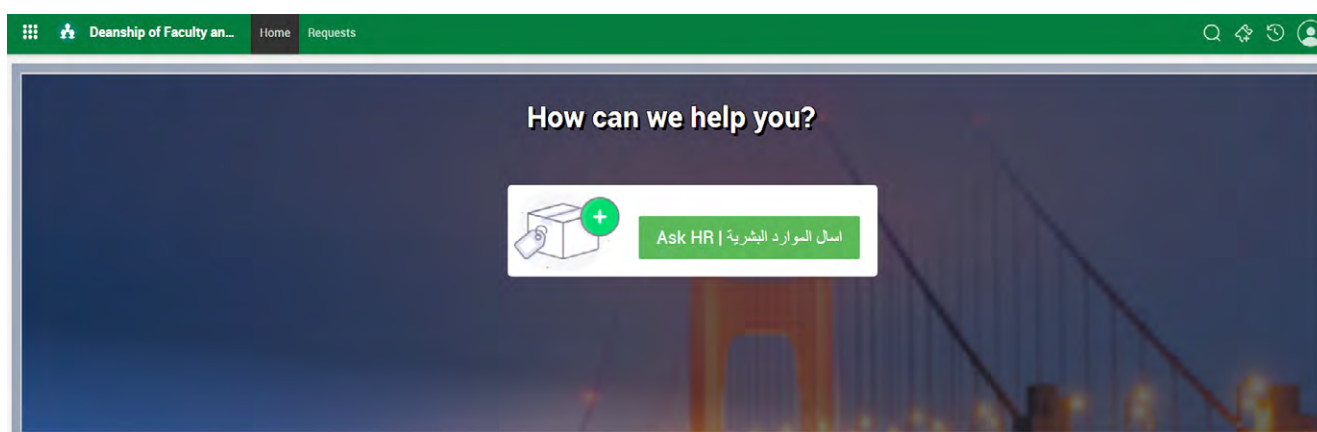 Deanship of Faculty an... Home Requests
How can we help you?
Ask HR | اسال الموارد البشرية